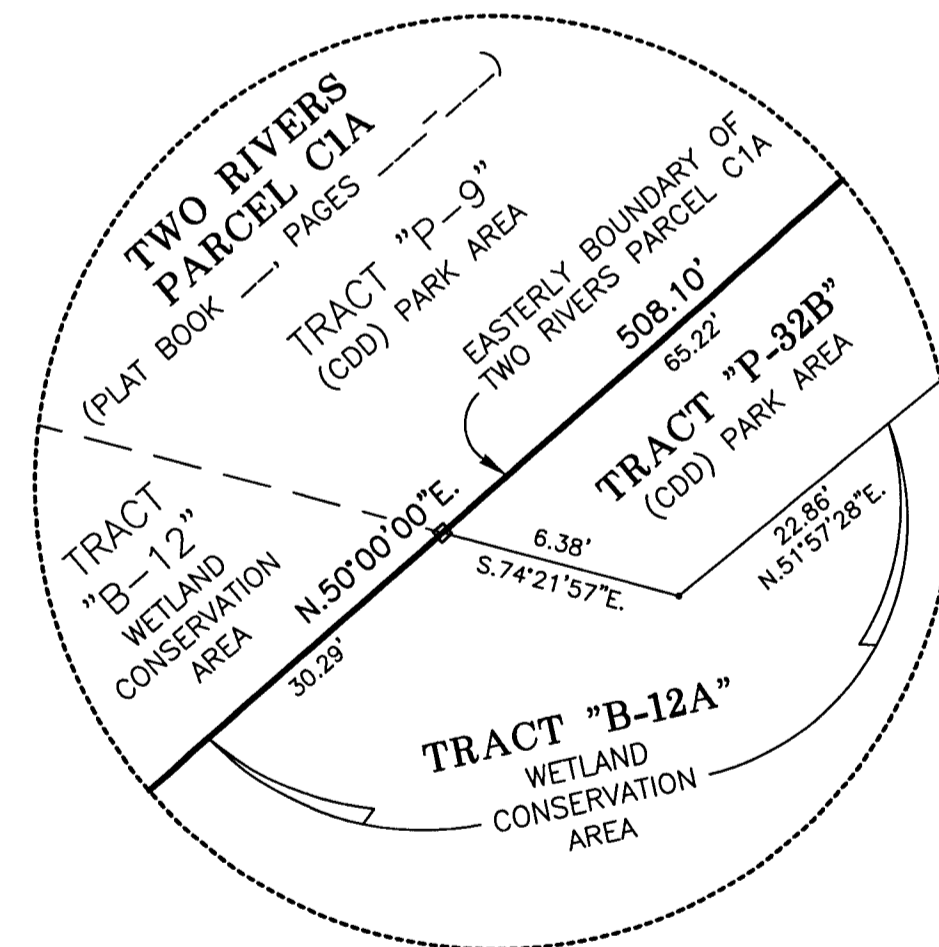 TWO RIVERS
PARCEL C1A
(PLAT BOOK ___, PAGES ___ ___)
TRACT "P–9"
(CDD) PARK AREA
EASTERLY BOUNDARY OF
TWO RIVERS PARCEL C1A
508.10'
65.22'
TRACT "P-32B"
(CDD) PARK AREA
TRACT
"B–12"
WETLAND
CONSERVATION
AREA
N.50°00'00"E.
30.29'
6.38'
S.74°21'57"E.
22.86'
N.51°57'28"E.
TRACT "B-12A"
WETLAND
CONSERVATION
AREA